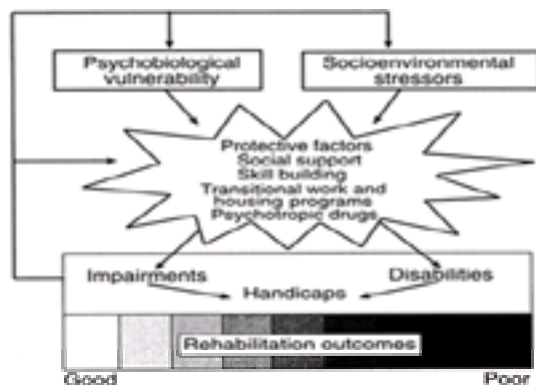 Psychobiological
vulnerability
Socioenvironmental
stressors
Protective factors
Social support
Skill building
Transitional work and
housing programs
Psychotropic drugs
Impairments
Disabilities
Handicaps
Rehabilitation outcomes
Good
Poor